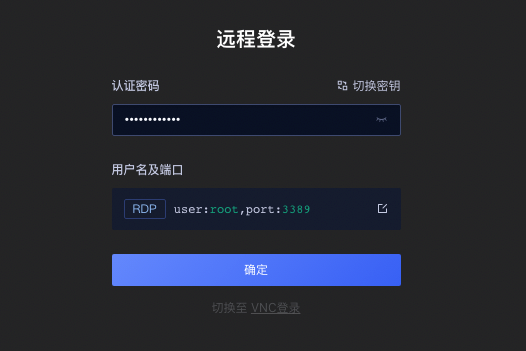 远程登录
认证密码 切换密钥
••••••••••••
用户名及端口
RDP user:root,port:3389
确定
切换至 VNC登录